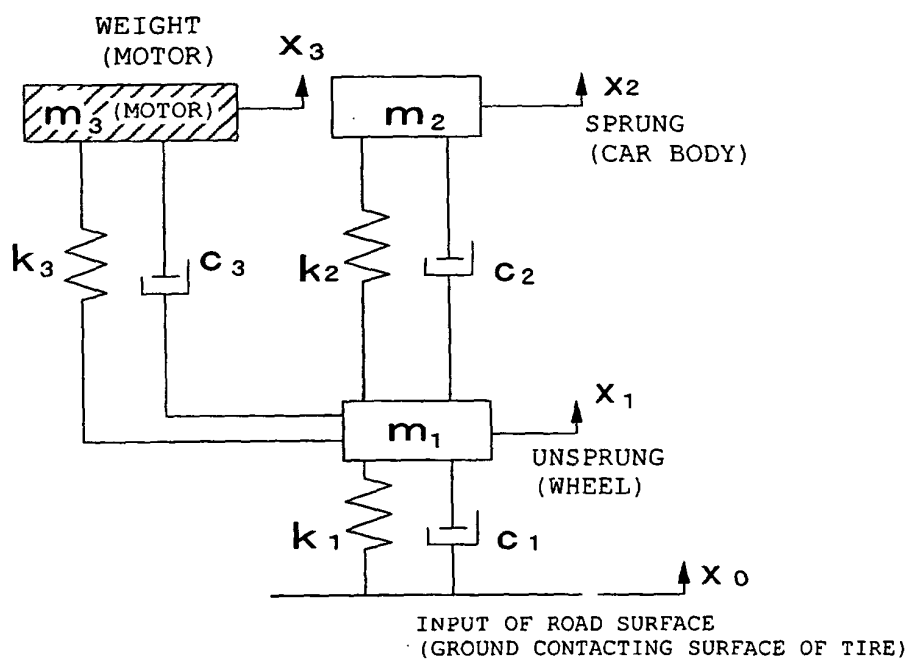 WEIGHT
(MOTOR)
x3
x2
m3 (MOTOR)
m2
SPRUNG
(CAR BODY)
k3
c3
k2
c2
x1
m1
UNSPRUNG
(WHEEL)
k1
c1
x0
INPUT OF ROAD SURFACE
(GROUND CONTACTING SURFACE OF TIRE)